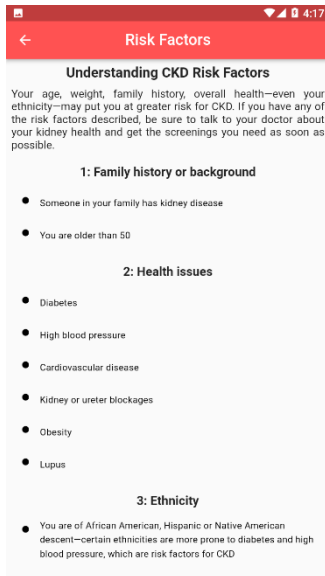 4:17
Risk Factors
Understanding CKD Risk Factors
Your age, weight, family history, overall health—even your
ethnicity—may put you at greater risk for CKD. If you have any of
the risk factors described, be sure to talk to your doctor about
your kidney health and get the screenings you need as soon as
possible.
1: Family history or background
Someone in your family has kidney disease
You are older than 50
2: Health issues
Diabetes
High blood pressure
Cardiovascular disease
Kidney or ureter blockages
Obesity
Lupus
3: Ethnicity
You are of African American, Hispanic or Native American
descent—certain ethnicities are more prone to diabetes and high
blood pressure, which are risk factors for CKD